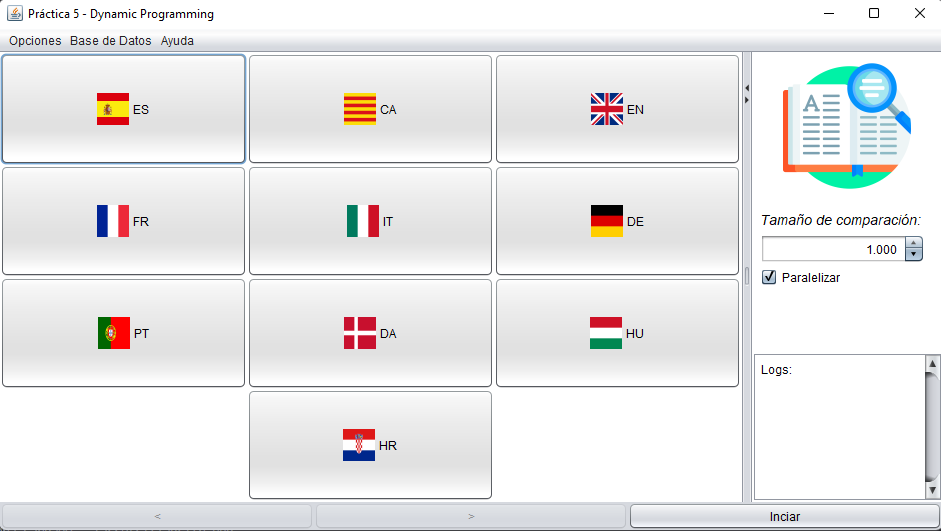 Práctica 5 - Dynamic Programming
Opciones Base de Datos Ayuda
ES
CA
EN
FR
IT
DE
PT
DA
HU
HR
A
Tamaño de comparación:
1.000
Paralelizar
Logs:
< > Inciar